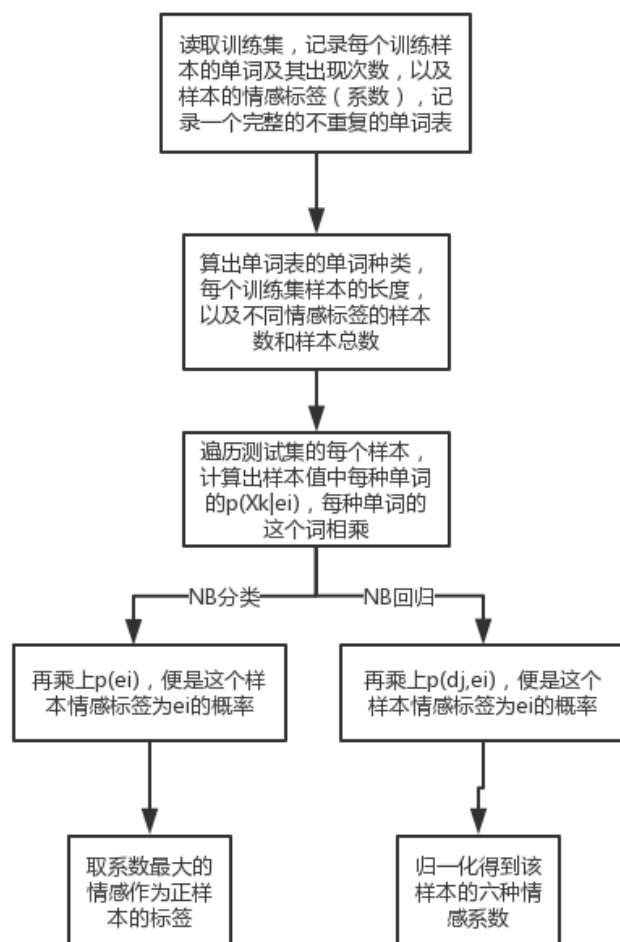 读取训练集，记录每个训练样
本的单词及其出现次数，以及
样本的情感标签（系数），记
录一个完整的不重复的单词表
算出单词表的单词种类，
每个训练集样本的长度，
以及不同情感标签的样本
数和样本总数
遍历测试集的每个样本，
计算出样本值中每种单词
的p(Xk|ei)，每种单词的
这个词相乘
NB分类
NB回归
再乘上p(ei)，便是这个样
本情感标签为ei的概率
再乘上p(dj,ei)，便是这个
样本情感标签为ei的概率
取系数最大的
情感作为正样
本的标签
归一化得到该
样本的六种情
感系数